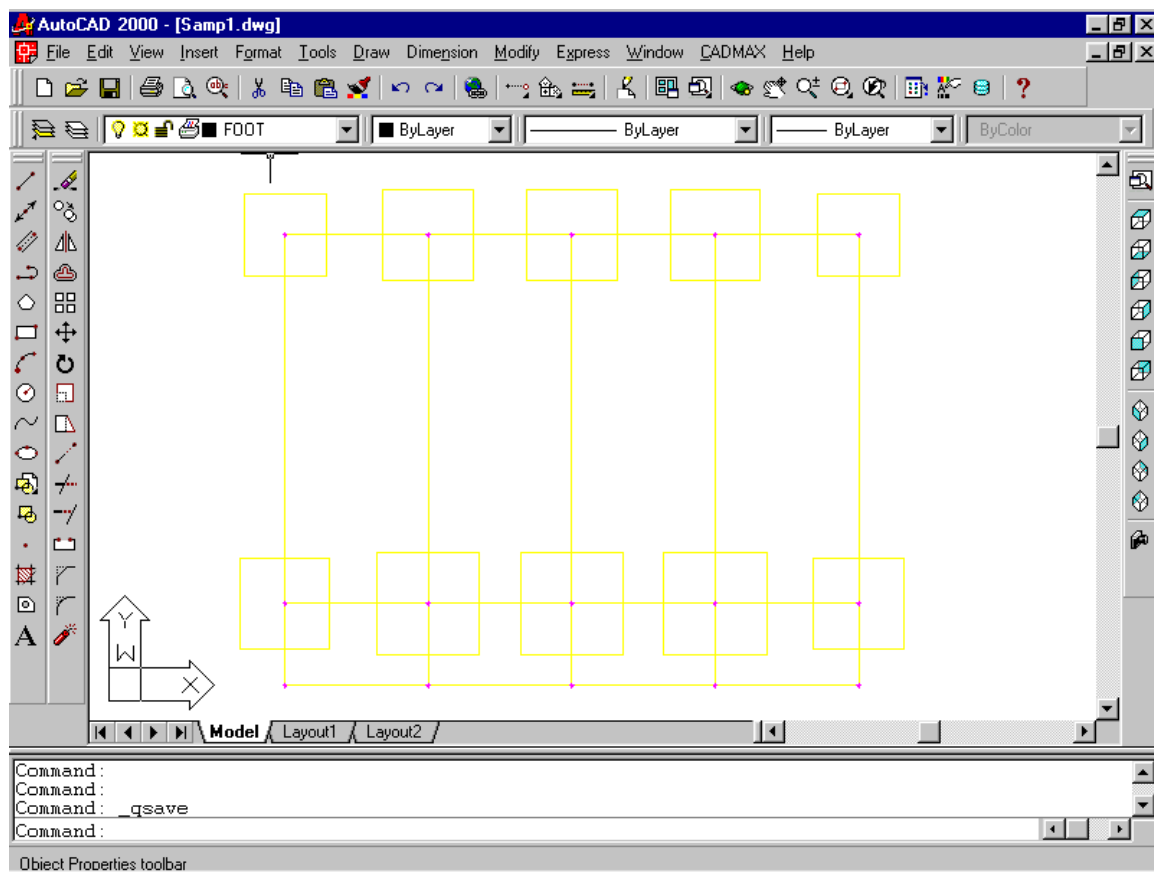 AutoCAD 2000 - [Samp1.dwg]
File Edit View Insert Format Tools Draw Dimension Modify Express Window CADMAX Help
FOOT ByLayer ByLayer ByLayer ByColor
Y
W
X
A
Model Layout1 Layout2
Command:
Command:
Command: _qsave
Command:
Object Properties toolbar